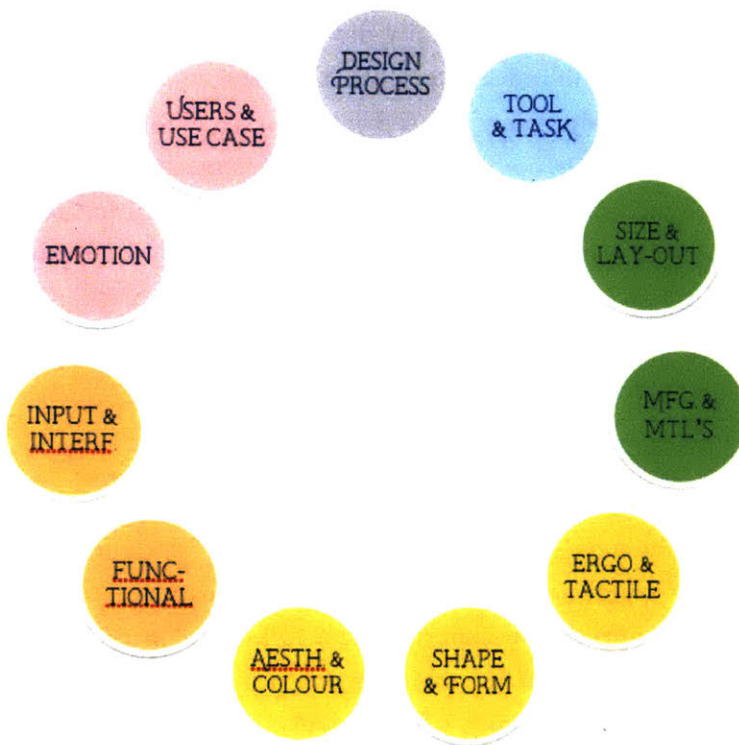 DESIGN
PROCESS
TOOL
& TASK
SIZE &
LAY-OUT
MFG. &
MTL'S
ERGO. &
TACTILE
SHAPE
& FORM
AESTH. &
COLOUR
FUNC-
TIONAL
INPUT &
INTERF.
EMOTION
USERS &
USE CASE